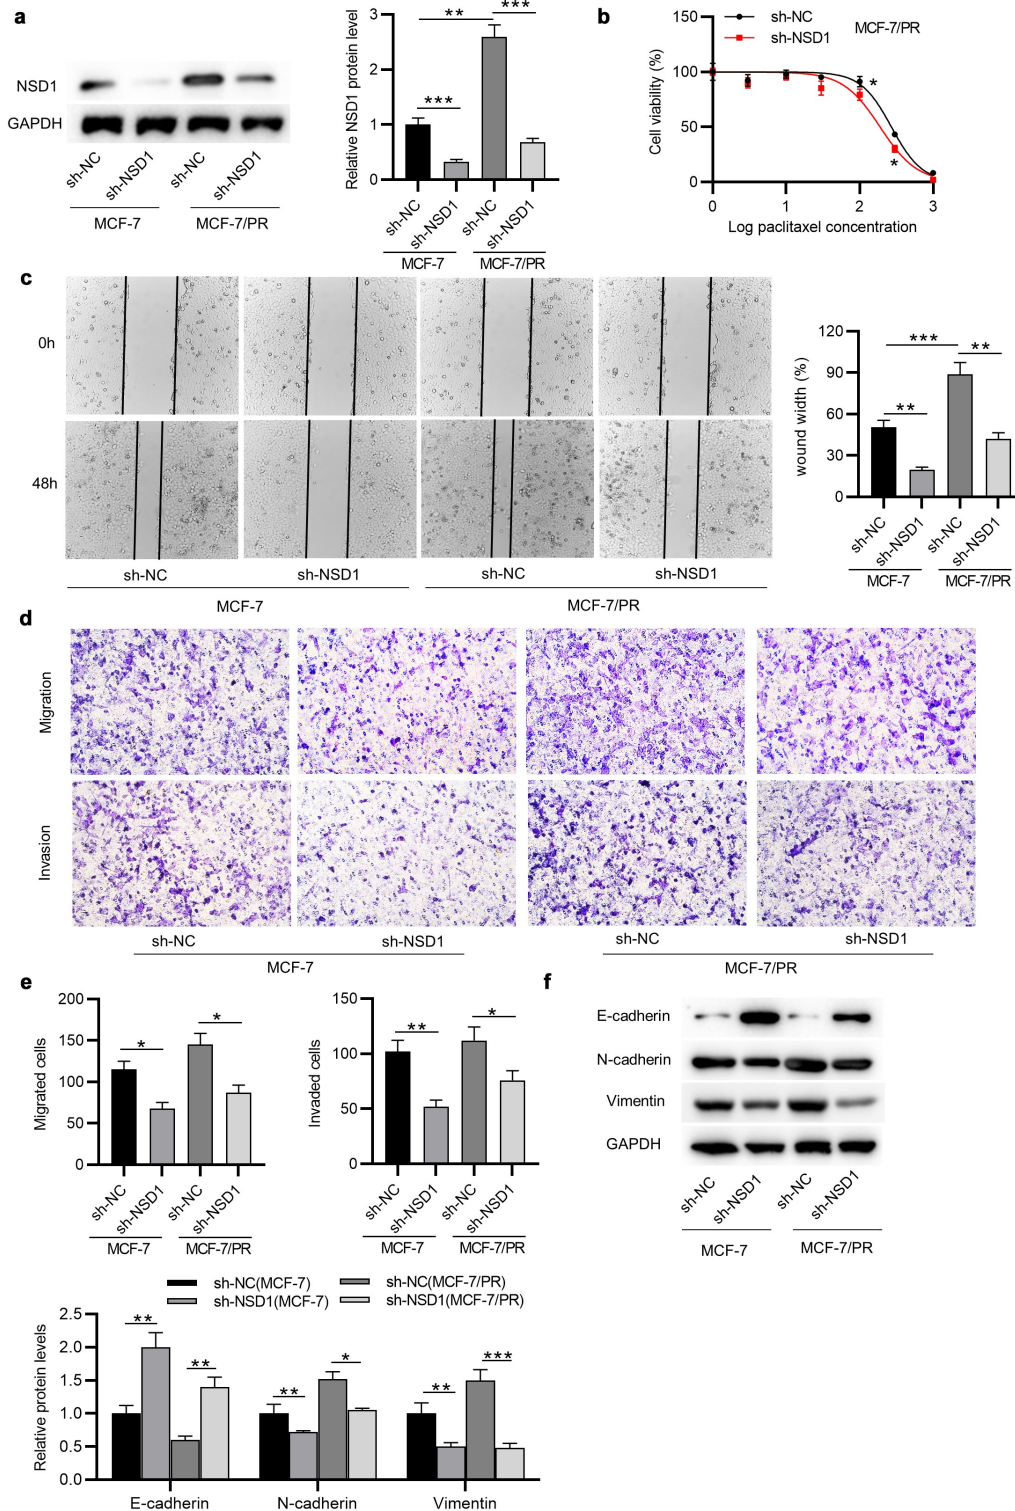 a
NSD1
GAPDH
sh-NC
sh-NSD1
sh-NC
sh-NSD1
MCF-7
MCF-7/PR
Relative NSD1 protein level
3
2
1
0
**
***
***
sh-NC
sh-NSD1
sh-NC
sh-NSD1
MCF-7
MCF-7/PR
b
sh-NC
sh-NSD1
MCF-7/PR
Cell viability (%)
150
100
50
0
*
*
0 1 2 3
Log paclitaxel concentration
c
0h
48h
sh-NC sh-NSD1 sh-NC sh-NSD1
MCF-7 MCF-7/PR
wound width (%)
120
90
60
30
0
***
**
**
sh-NC
sh-NSD1
sh-NC
sh-NSD1
MCF-7
MCF-7/PR
d
Migration
Invasion
sh-NC sh-NSD1 sh-NC sh-NSD1
MCF-7 MCF-7/PR
e
Migrated cells
200
150
100
50
0
*
*
sh-NC
sh-NSD1
sh-NC
sh-NSD1
MCF-7
MCF-7/PR
Invaded cells
150
100
50
0
**
*
sh-NC
sh-NSD1
sh-NC
sh-NSD1
MCF-7
MCF-7/PR
f
E-cadherin
N-cadherin
Vimentin
GAPDH
sh-NC
sh-NSD1
sh-NC
sh-NSD1
MCF-7
MCF-7/PR
sh-NC(MCF-7) sh-NC(MCF-7/PR)
sh-NSD1(MCF-7) sh-NSD1(MCF-7/PR)
Relative protein levels
2.5
2.0
1.5
1.0
0.5
0.0
**
**
**
*
**
***
E-cadherin N-cadherin Vimentin